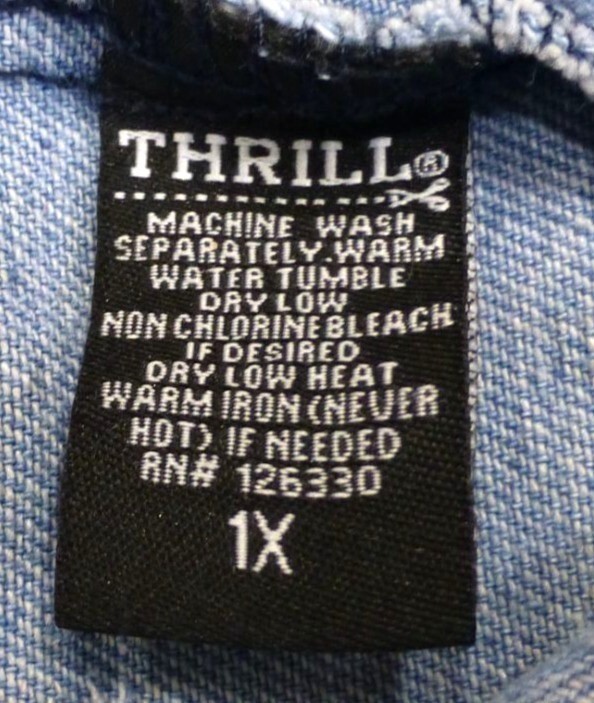 THRILL®
MACHINE WASH
SEPARATELY.WARM
WATER TUMBLE
DRY LOW
NON CHLORINE BLEACH
IF DESIRED
DRY LOW HEAT
WARM IRON (NEVER
HOT) IF NEEDED
RN# 126330
1X